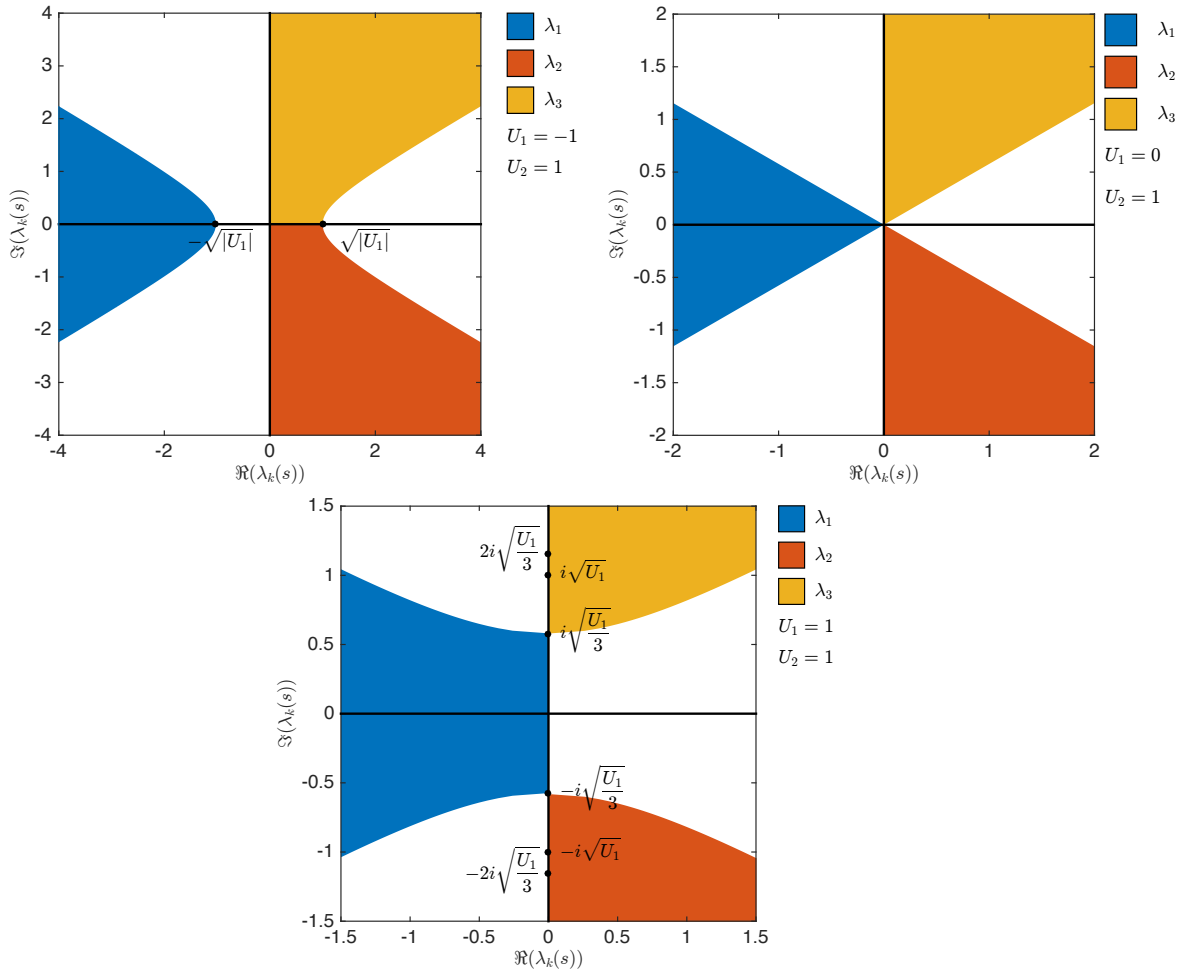 4
3
2
1
0
-1
-2
-3
-4
-4 -2 0 2 4
ℑ(λ_k(s))
ℜ(λ_k(s))
-√|U_1| √|U_1|
λ_1
λ_2
λ_3
U_1 = -1
U_2 = 1
2
1.5
1
0.5
0
-0.5
-1
-1.5
-2
-2 -1 0 1 2
ℑ(λ_k(s))
ℜ(λ_k(s))
λ_1
λ_2
λ_3
U_1 = 0
U_2 = 1
1.5
1
0.5
0
-0.5
-1
-1.5
-1.5 -1 -0.5 0 0.5 1 1.5
ℑ(λ_k(s))
ℜ(λ_k(s))
2i√(U_1/3)
i√U_1
i√(U_1/3)
-i√(U_1/3)
-i√U_1
-2i√(U_1/3)
λ_1
λ_2
λ_3
U_1 = 1
U_2 = 1